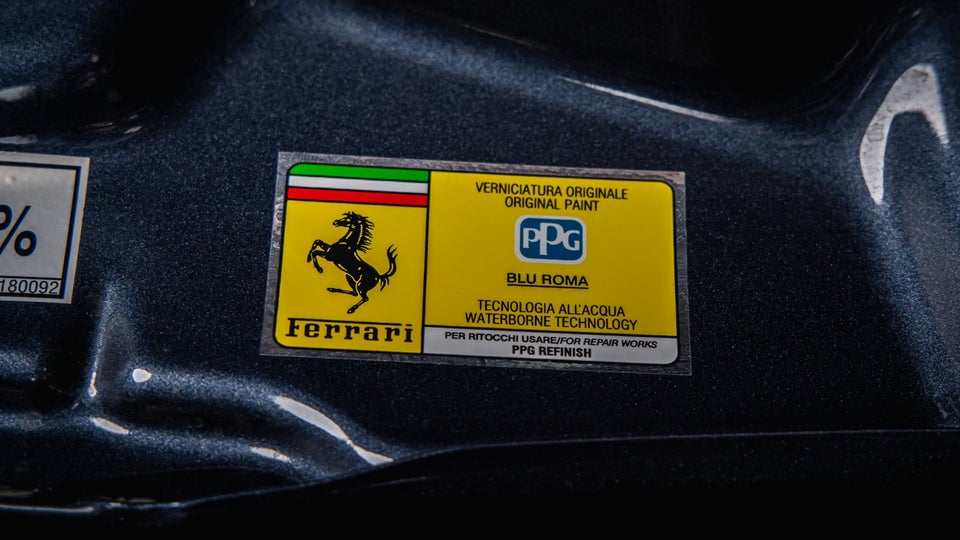 %
180092
Ferrari
VERNICIATURA ORIGINALE
ORIGINAL PAINT
PPG
BLU ROMA
TECNOLOGIA ALL'ACQUA
WATERBORNE TECHNOLOGY
PER RITOCCHI USARE/FOR REPAIR WORKS
PPG REFINISH